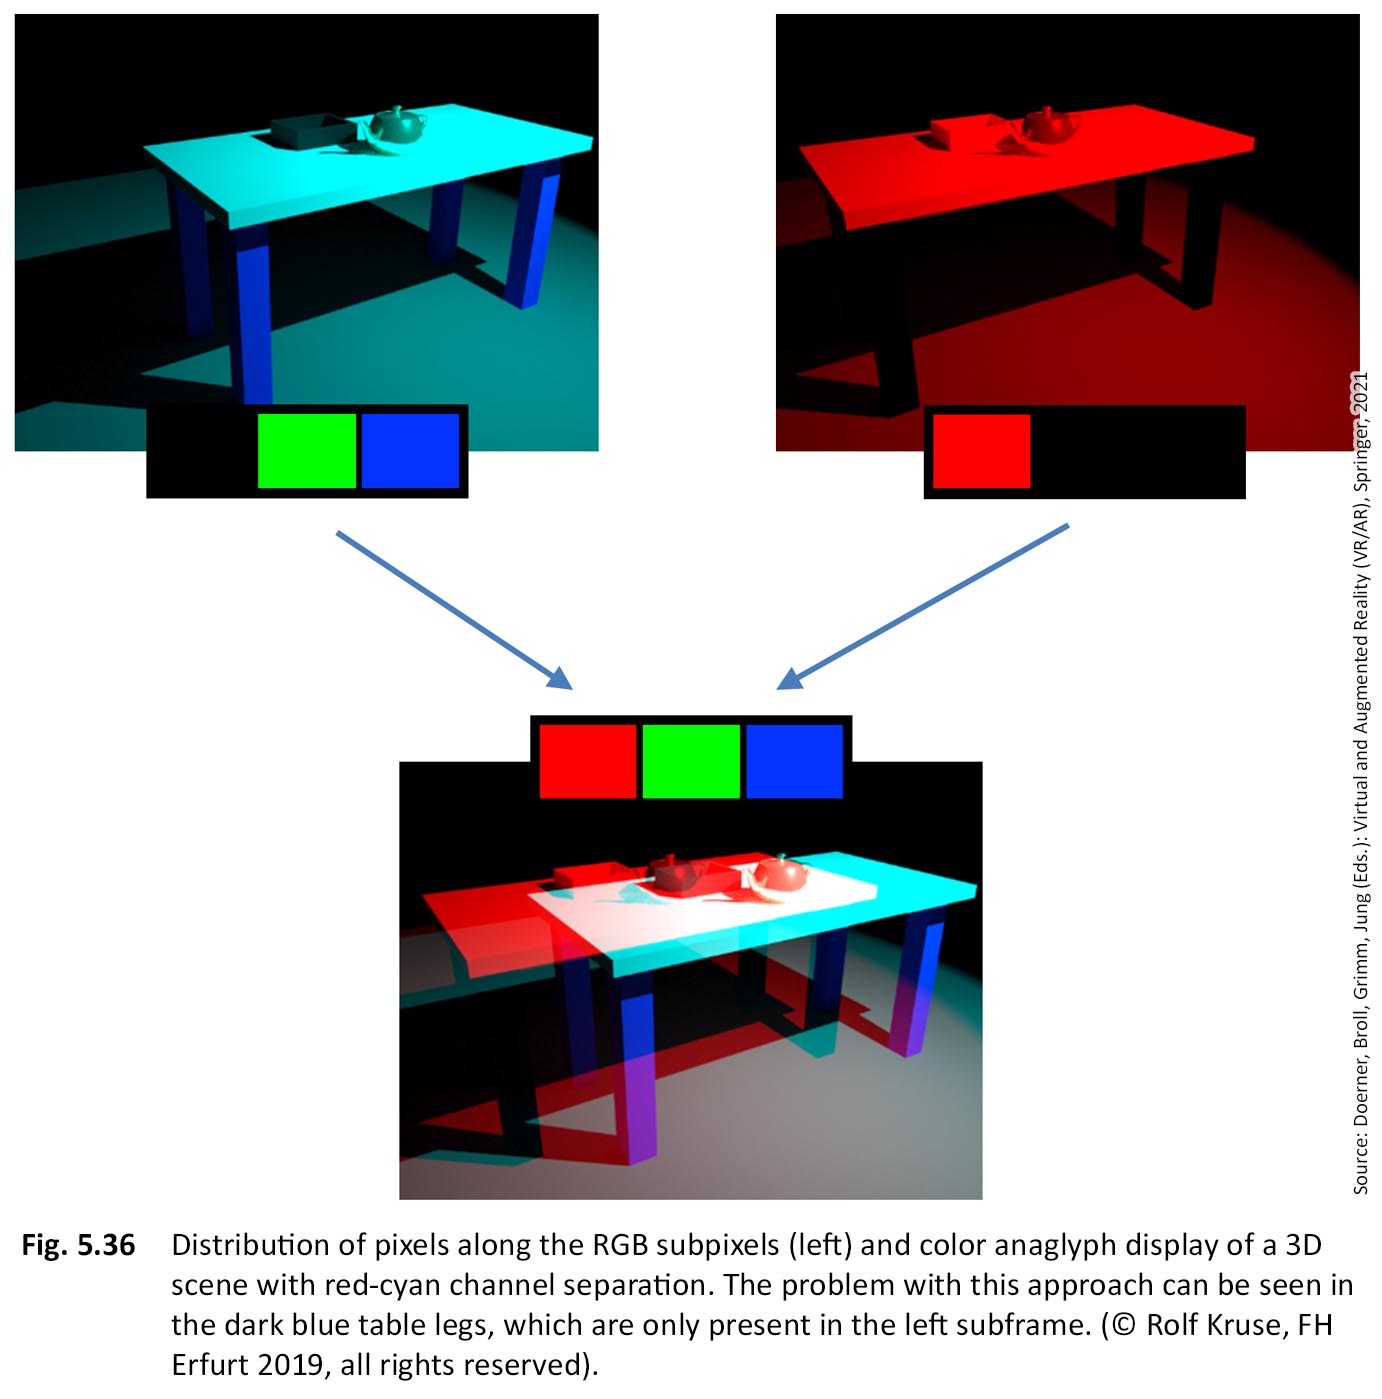 Source: Doerner, Broll, Grimm, Jung (Eds.): Virtual and Augmented Reality (VR/AR), Springer, 2021
Fig. 5.36 Distribution of pixels along the RGB subpixels (left) and color anaglyph display of a 3D
scene with red-cyan channel separation. The problem with this approach can be seen in
the dark blue table legs, which are only present in the left subframe. (© Rolf Kruse, FH
Erfurt 2019, all rights reserved).